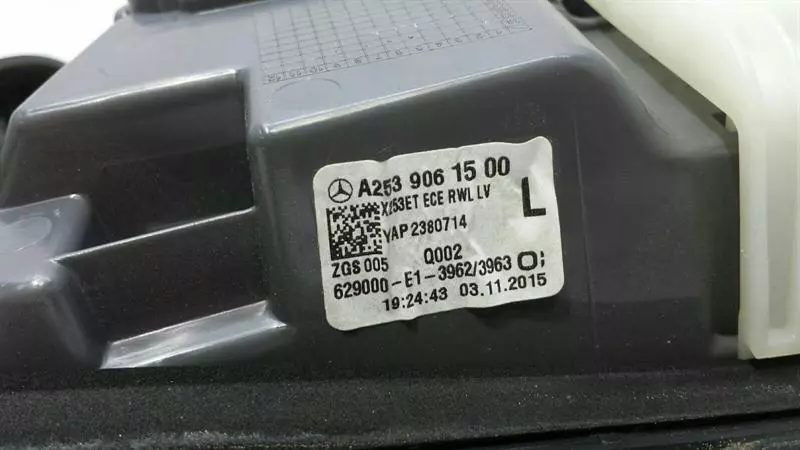 A253 906 15 00
X253ET ECE RWL LV
L
YAP 2380714
ZGS 005 Q002
629000-E1-3962/3963 O;
19:24:43 03.11.2015